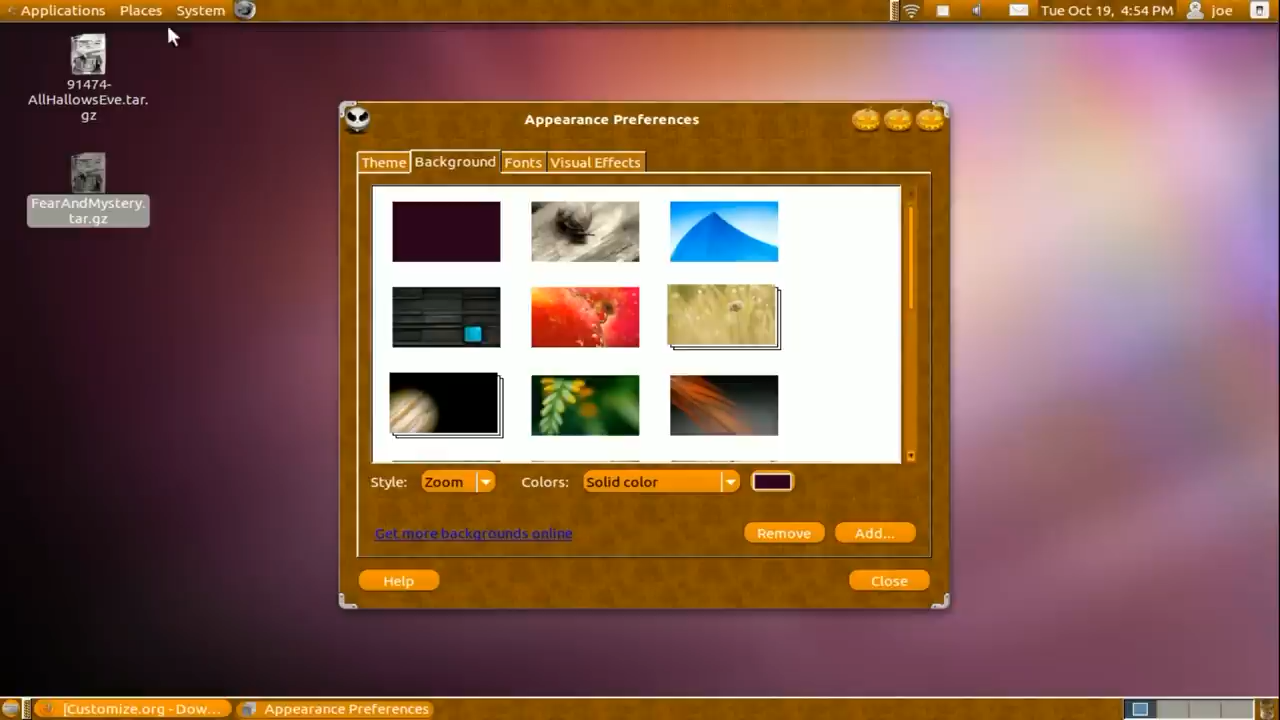 Applications Places System
Tue Oct 19, 4:54 PM joe
91474-
AllHallowsEve.tar.
gz
FearAndMystery.
tar.gz
Appearance Preferences
Theme Background Fonts Visual Effects
Style: Zoom Colors: Solid color
Get more backgrounds online Remove Add...
Help Close
[Customize.org - Dow... Appearance Preferences